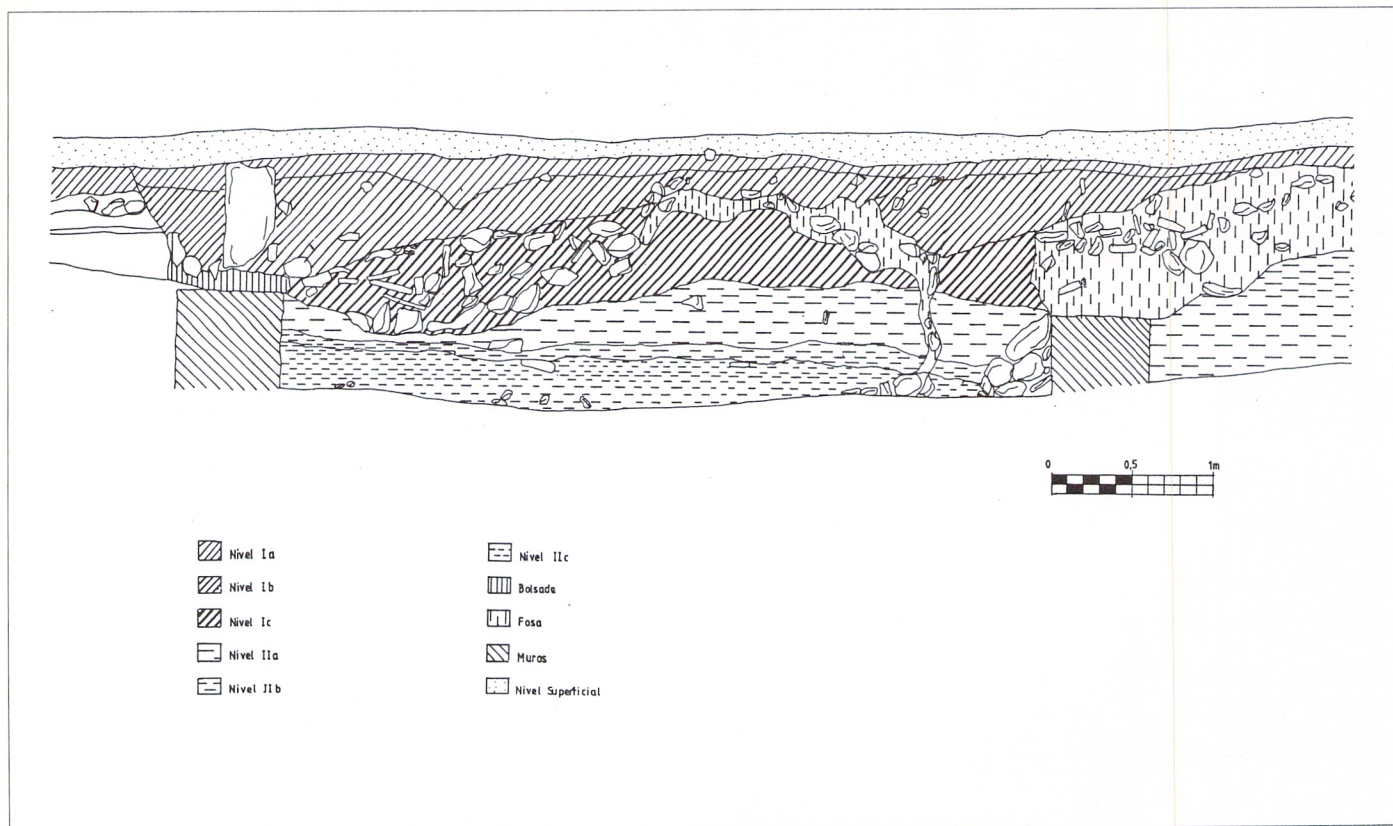 0 0,5 1m
Nivel Ia
Nivel Ib
Nivel Ic
Nivel IIa
Nivel IIb
Nivel IIc
Bolsada
Fosa
Muros
Nivel Superficial